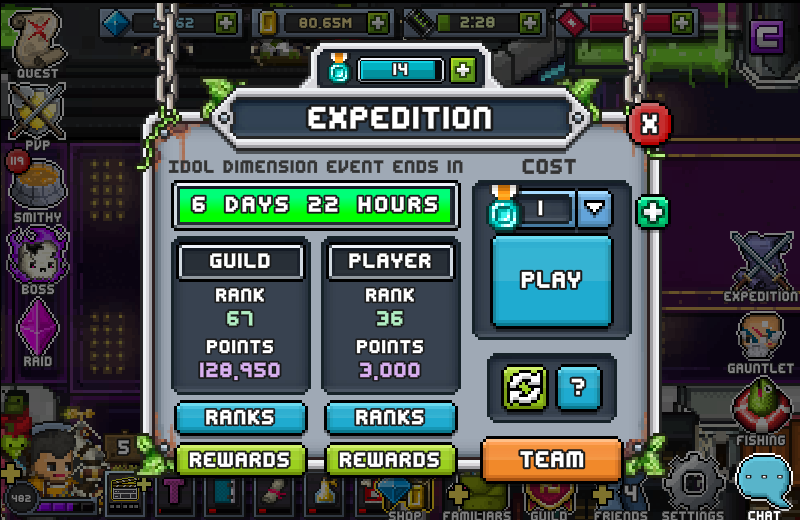 80.65M
2:28
14
QUEST
EXPEDITION
X
PVP
IDOL DIMENSION EVENT ENDS IN
COST
119
6 DAYS 22 HOURS
1
SMITHY
GUILD
PLAYER
PLAY
RANK
RANK
BOSS
67
36
EXPEDITION
POINTS
POINTS
RAID
128,950
3,000
GAUNTLET
?
RANKS
RANKS
FISHING
5
REWARDS
REWARDS
TEAM
482
SHOP
FAMILIARS
GUILD
4
FRIENDS
SETTINGS
CHAT